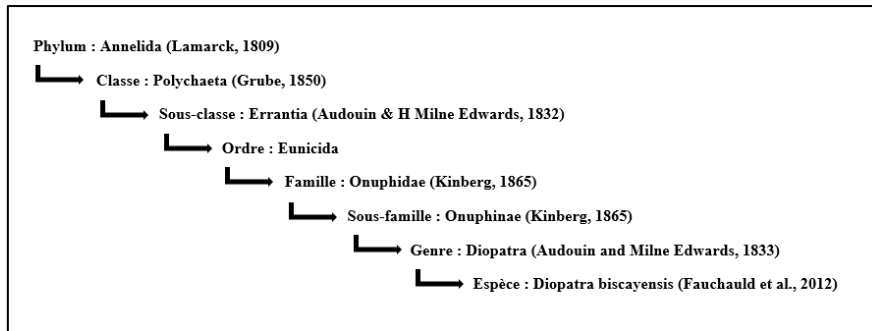 Phylum : Annelida (Lamarck, 1809)
Classe : Polychaeta (Grube, 1850)
Sous-classe : Errantia (Audouin & H Milne Edwards, 1832)
Ordre : Eunicida
Famille : Onuphidae (Kinberg, 1865)
Sous-famille : Onuphinae (Kinberg, 1865)
Genre : Diopatra (Audouin and Milne Edwards, 1833)
Espèce : Diopatra biscayensis (Fauchauld et al., 2012)